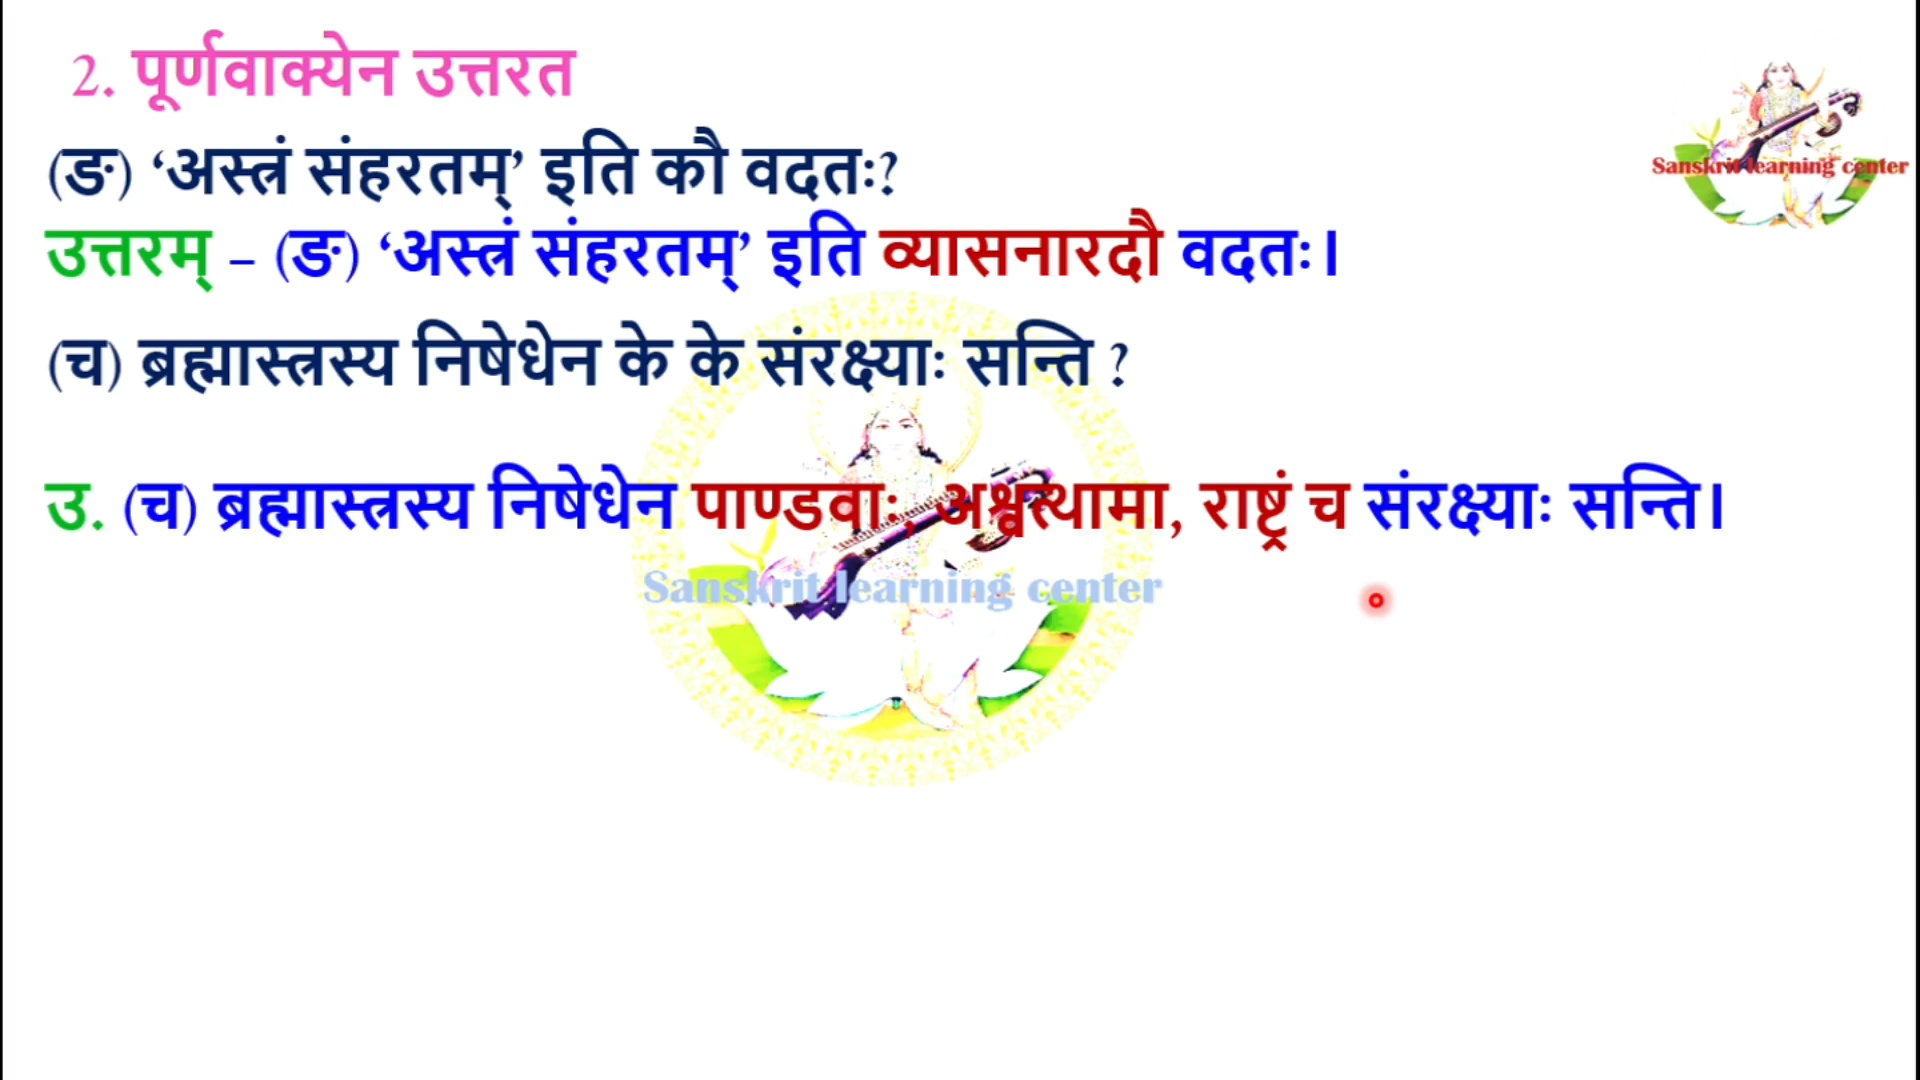 2. पूर्णवाक्येन उत्तरत
Sanskrit learning center
(ङ) ‘अस्त्रं संहरतम्’ इति कौ वदतः?
उत्तरम् – (ङ) ‘अस्त्रं संहरतम्’ इति व्यासनारदौ वदतः।
(च) ब्रह्मास्त्रस्य निषेधेन के के संरक्ष्याः सन्ति ?
उ. (च) ब्रह्मास्त्रस्य निषेधेन पाण्डवाः, अश्वत्थामा, राष्ट्रं च संरक्ष्याः सन्ति।
Sanskrit learning center